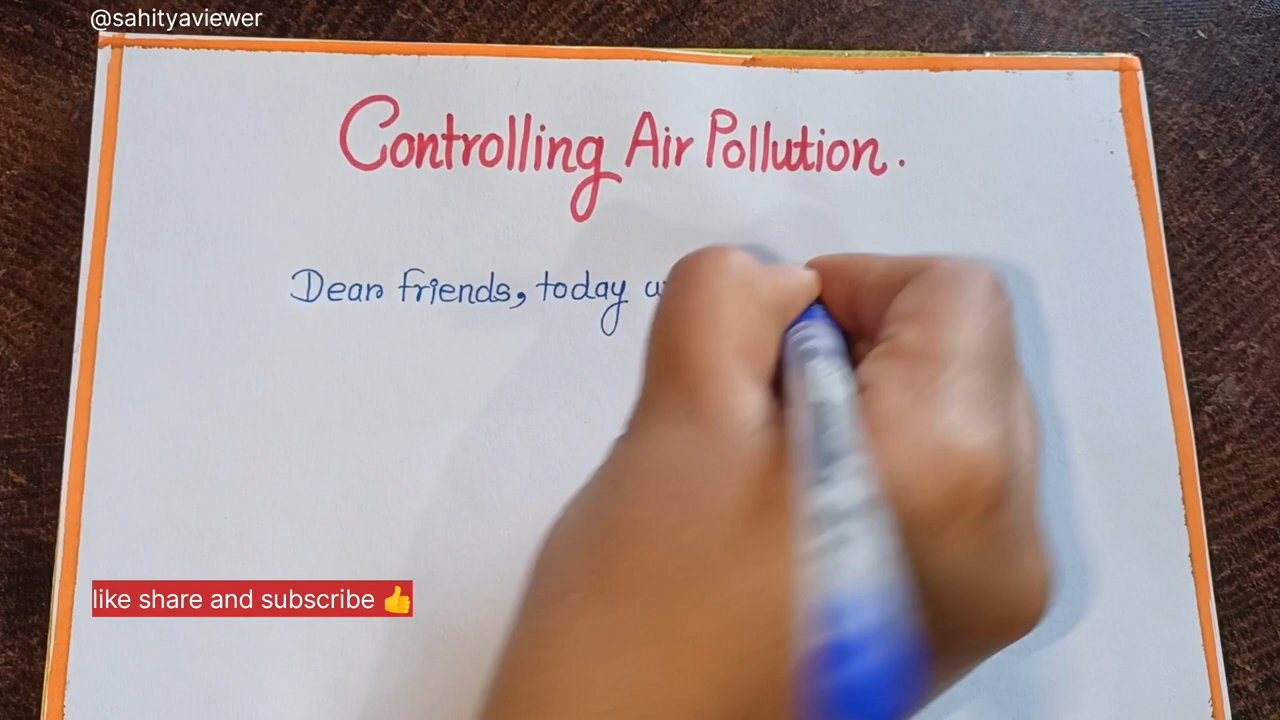 @sahityaviewer
Controlling Air Pollution.
Dear friends, today
like share and subscribe 👍